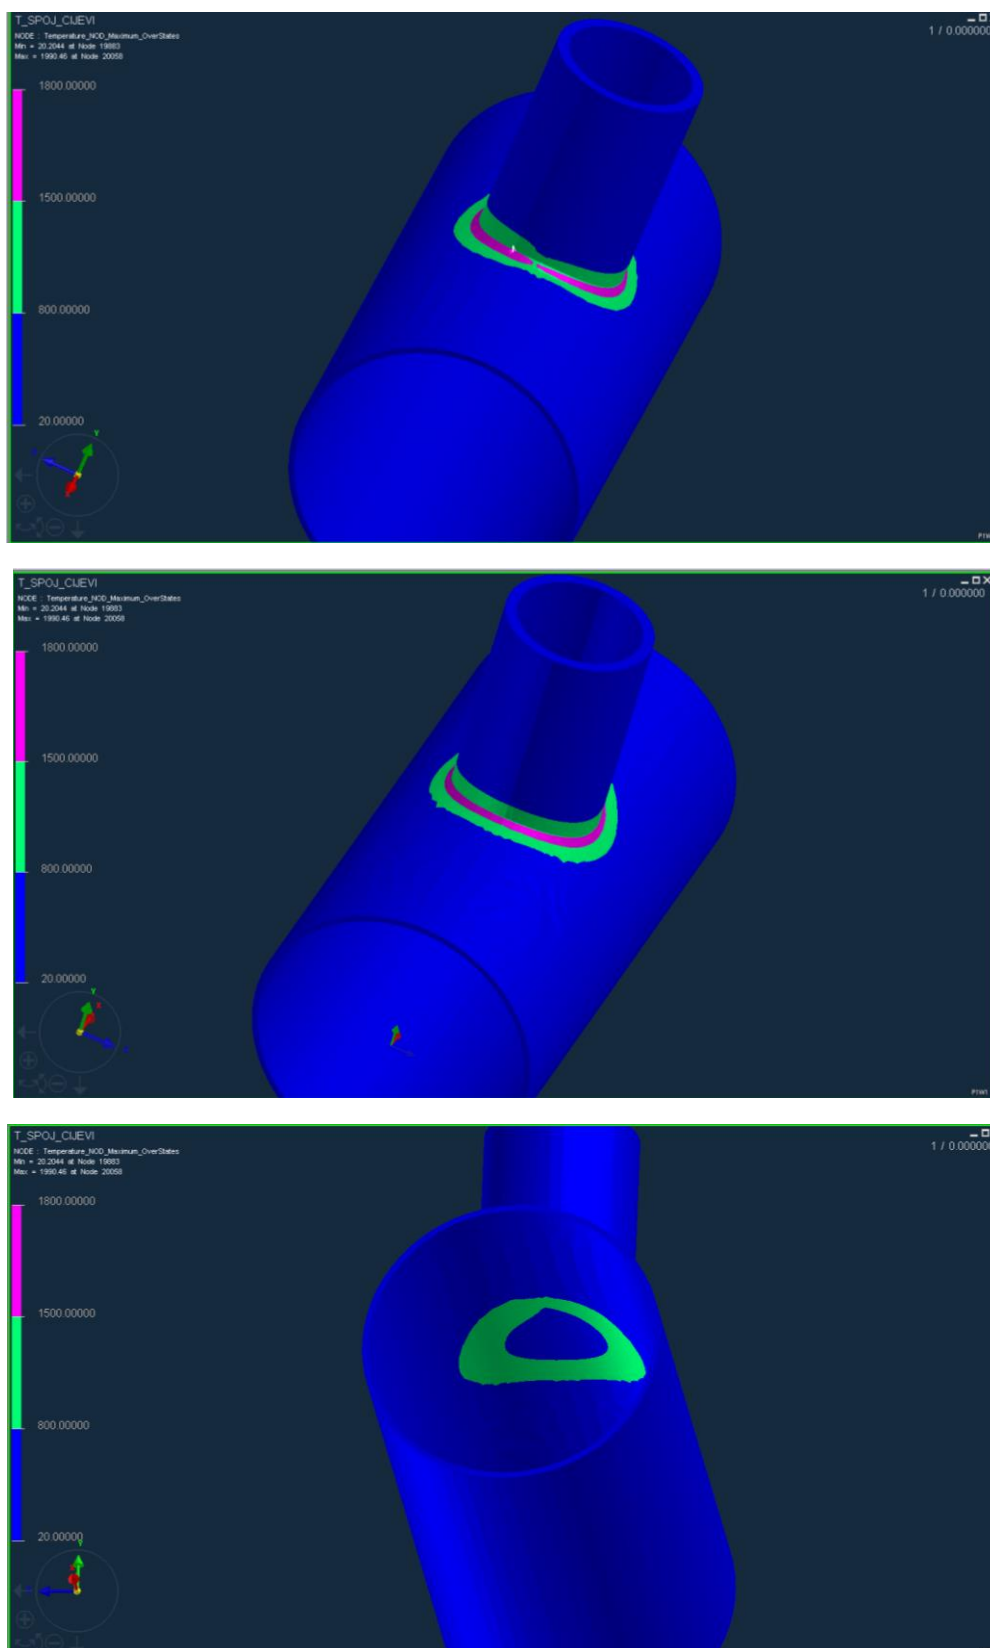 T_SPOJ_CIJEVI
NODE : Temperature_NOD_Maximum_OverStates
Min = 20.2044 at Node 19883
Max = 1990.46 at Node 20058
1 / 0.000000
1800.00000
1500.00000
800.00000
20.00000
Y
T_SPOJ_CIJEVI
NODE : Temperature_NOD_Maximum_OverStates
Min = 20.2044 at Node 19883
Max = 1990.46 at Node 20058
1 / 0.000000
1800.00000
1500.00000
800.00000
20.00000
Y
X
P1W1
T_SPOJ_CIJEVI
NODE : Temperature_NOD_Maximum_OverStates
Min = 20.2044 at Node 19883
Max = 1990.46 at Node 20058
1 / 0.000000
1800.00000
1500.00000
800.00000
20.00000
Y